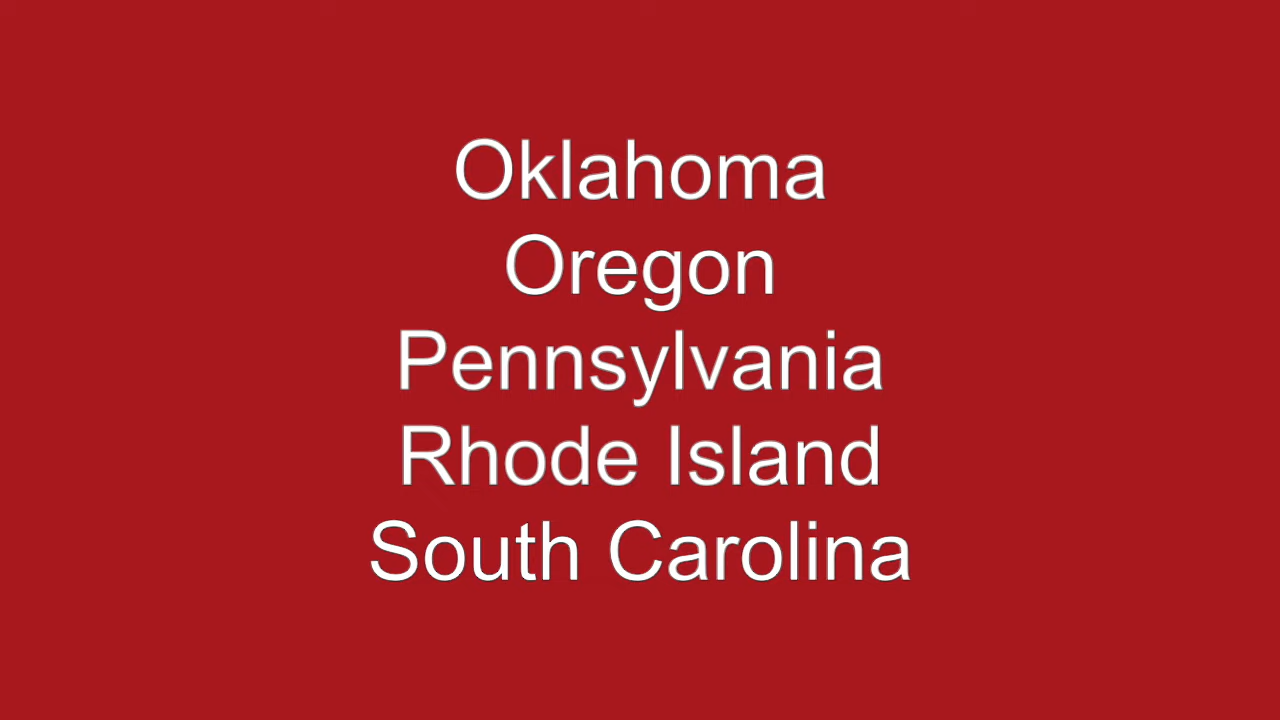 Oklahoma
Oregon
Pennsylvania
Rhode Island
South Carolina